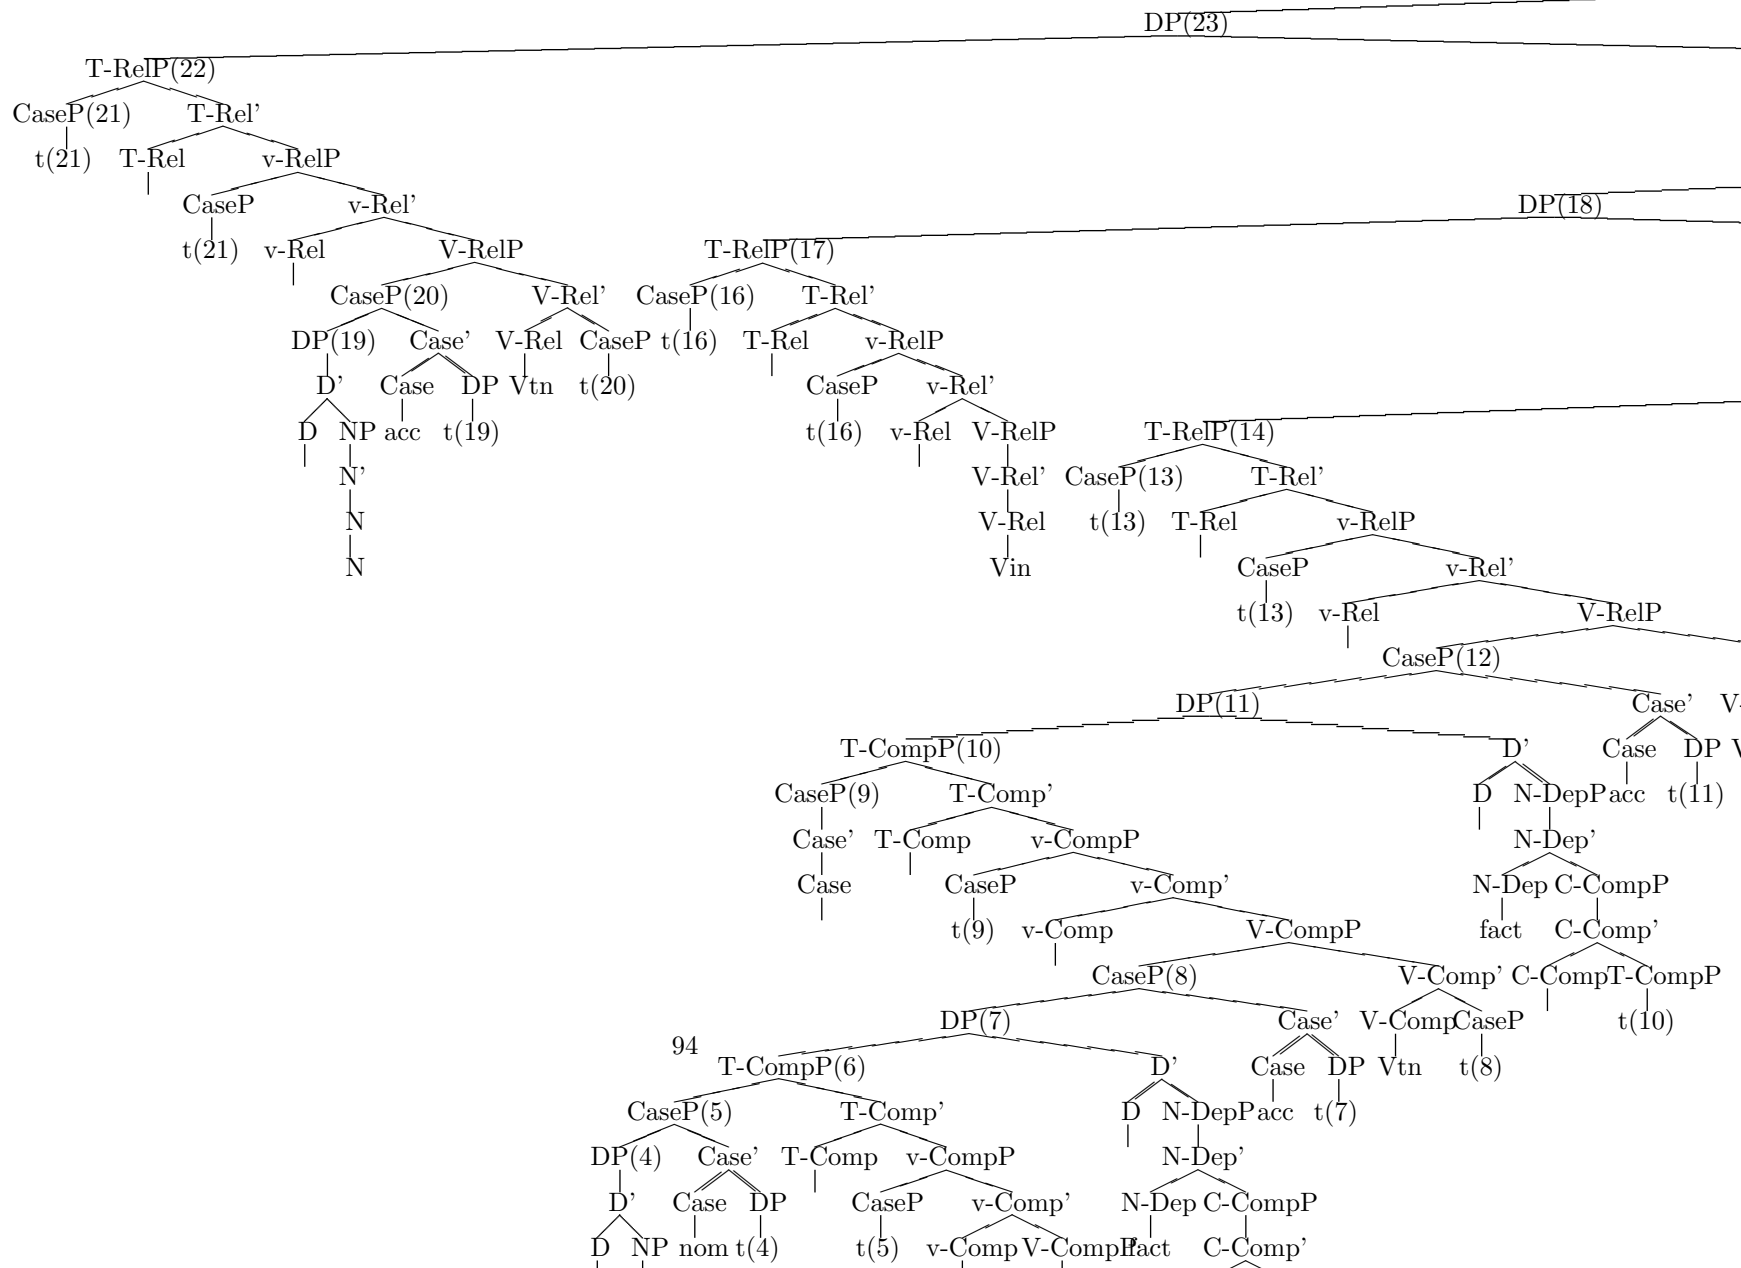 DP(23)
T-RelP(22)
CaseP(21) T-Rel'
t(21) T-Rel v-RelP
CaseP v-Rel' DP(18)
t(21) v-Rel V-RelP T-RelP(17)
CaseP(20) V-Rel' CaseP(16) T-Rel'
DP(19) Case' V-Rel CaseP t(16) T-Rel v-RelP
D' Case DP Vtn t(20) CaseP v-Rel'
D NP acc t(19) t(16) v-Rel V-RelP T-RelP(14)
N' V-Rel' CaseP(13) T-Rel'
N V-Rel t(13) T-Rel v-RelP
N Vin CaseP v-Rel'
t(13) v-Rel V-RelP
CaseP(12)
DP(11) Case' V-
T-CompP(10) D' Case DP V
CaseP(9) T-Comp' D N-DepP acc t(11)
Case' T-Comp v-CompP N-Dep'
Case CaseP v-Comp' N-Dep C-CompP
t(9) v-Comp V-CompP fact C-Comp'
CaseP(8) V-Comp' C-Comp T-CompP
DP(7) Case' V-Comp CaseP t(10)
94
T-CompP(6) D' Case DP Vtn t(8)
CaseP(5) T-Comp' D N-DepP acc t(7)
DP(4) Case' T-Comp v-CompP N-Dep'
D' Case DP CaseP v-Comp' N-Dep C-CompP
D NP nom t(4) t(5) v-Comp V-CompP fact C-Comp'